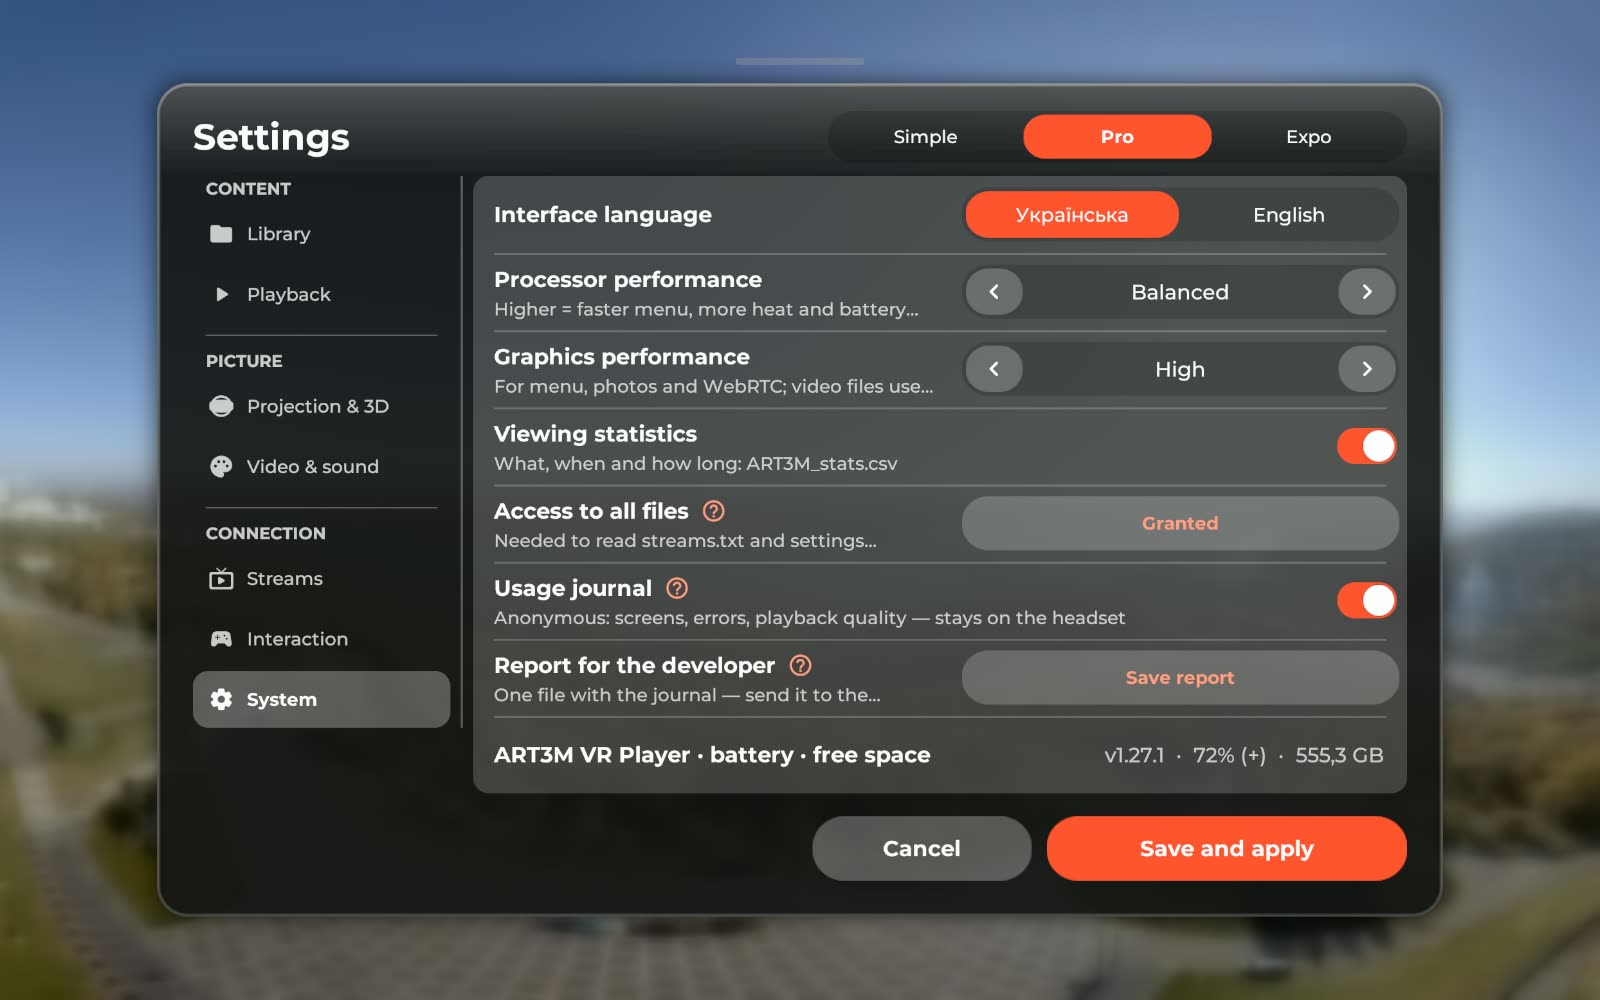 Settings
Simple
Pro
Expo
CONTENT
Library
Playback
PICTURE
Projection & 3D
Video & sound
CONNECTION
Streams
Interaction
System
Interface language
Українська
English
Processor performance
Higher = faster menu, more heat and battery...
Balanced
Graphics performance
For menu, photos and WebRTC; video files use...
High
Viewing statistics
What, when and how long: ART3M_stats.csv
Access to all files
Needed to read streams.txt and settings...
Granted
Usage journal
Anonymous: screens, errors, playback quality — stays on the headset
Report for the developer
One file with the journal — send it to the...
Save report
ART3M VR Player · battery · free space
v1.27.1 · 72% (+) · 555,3 GB
Cancel
Save and apply